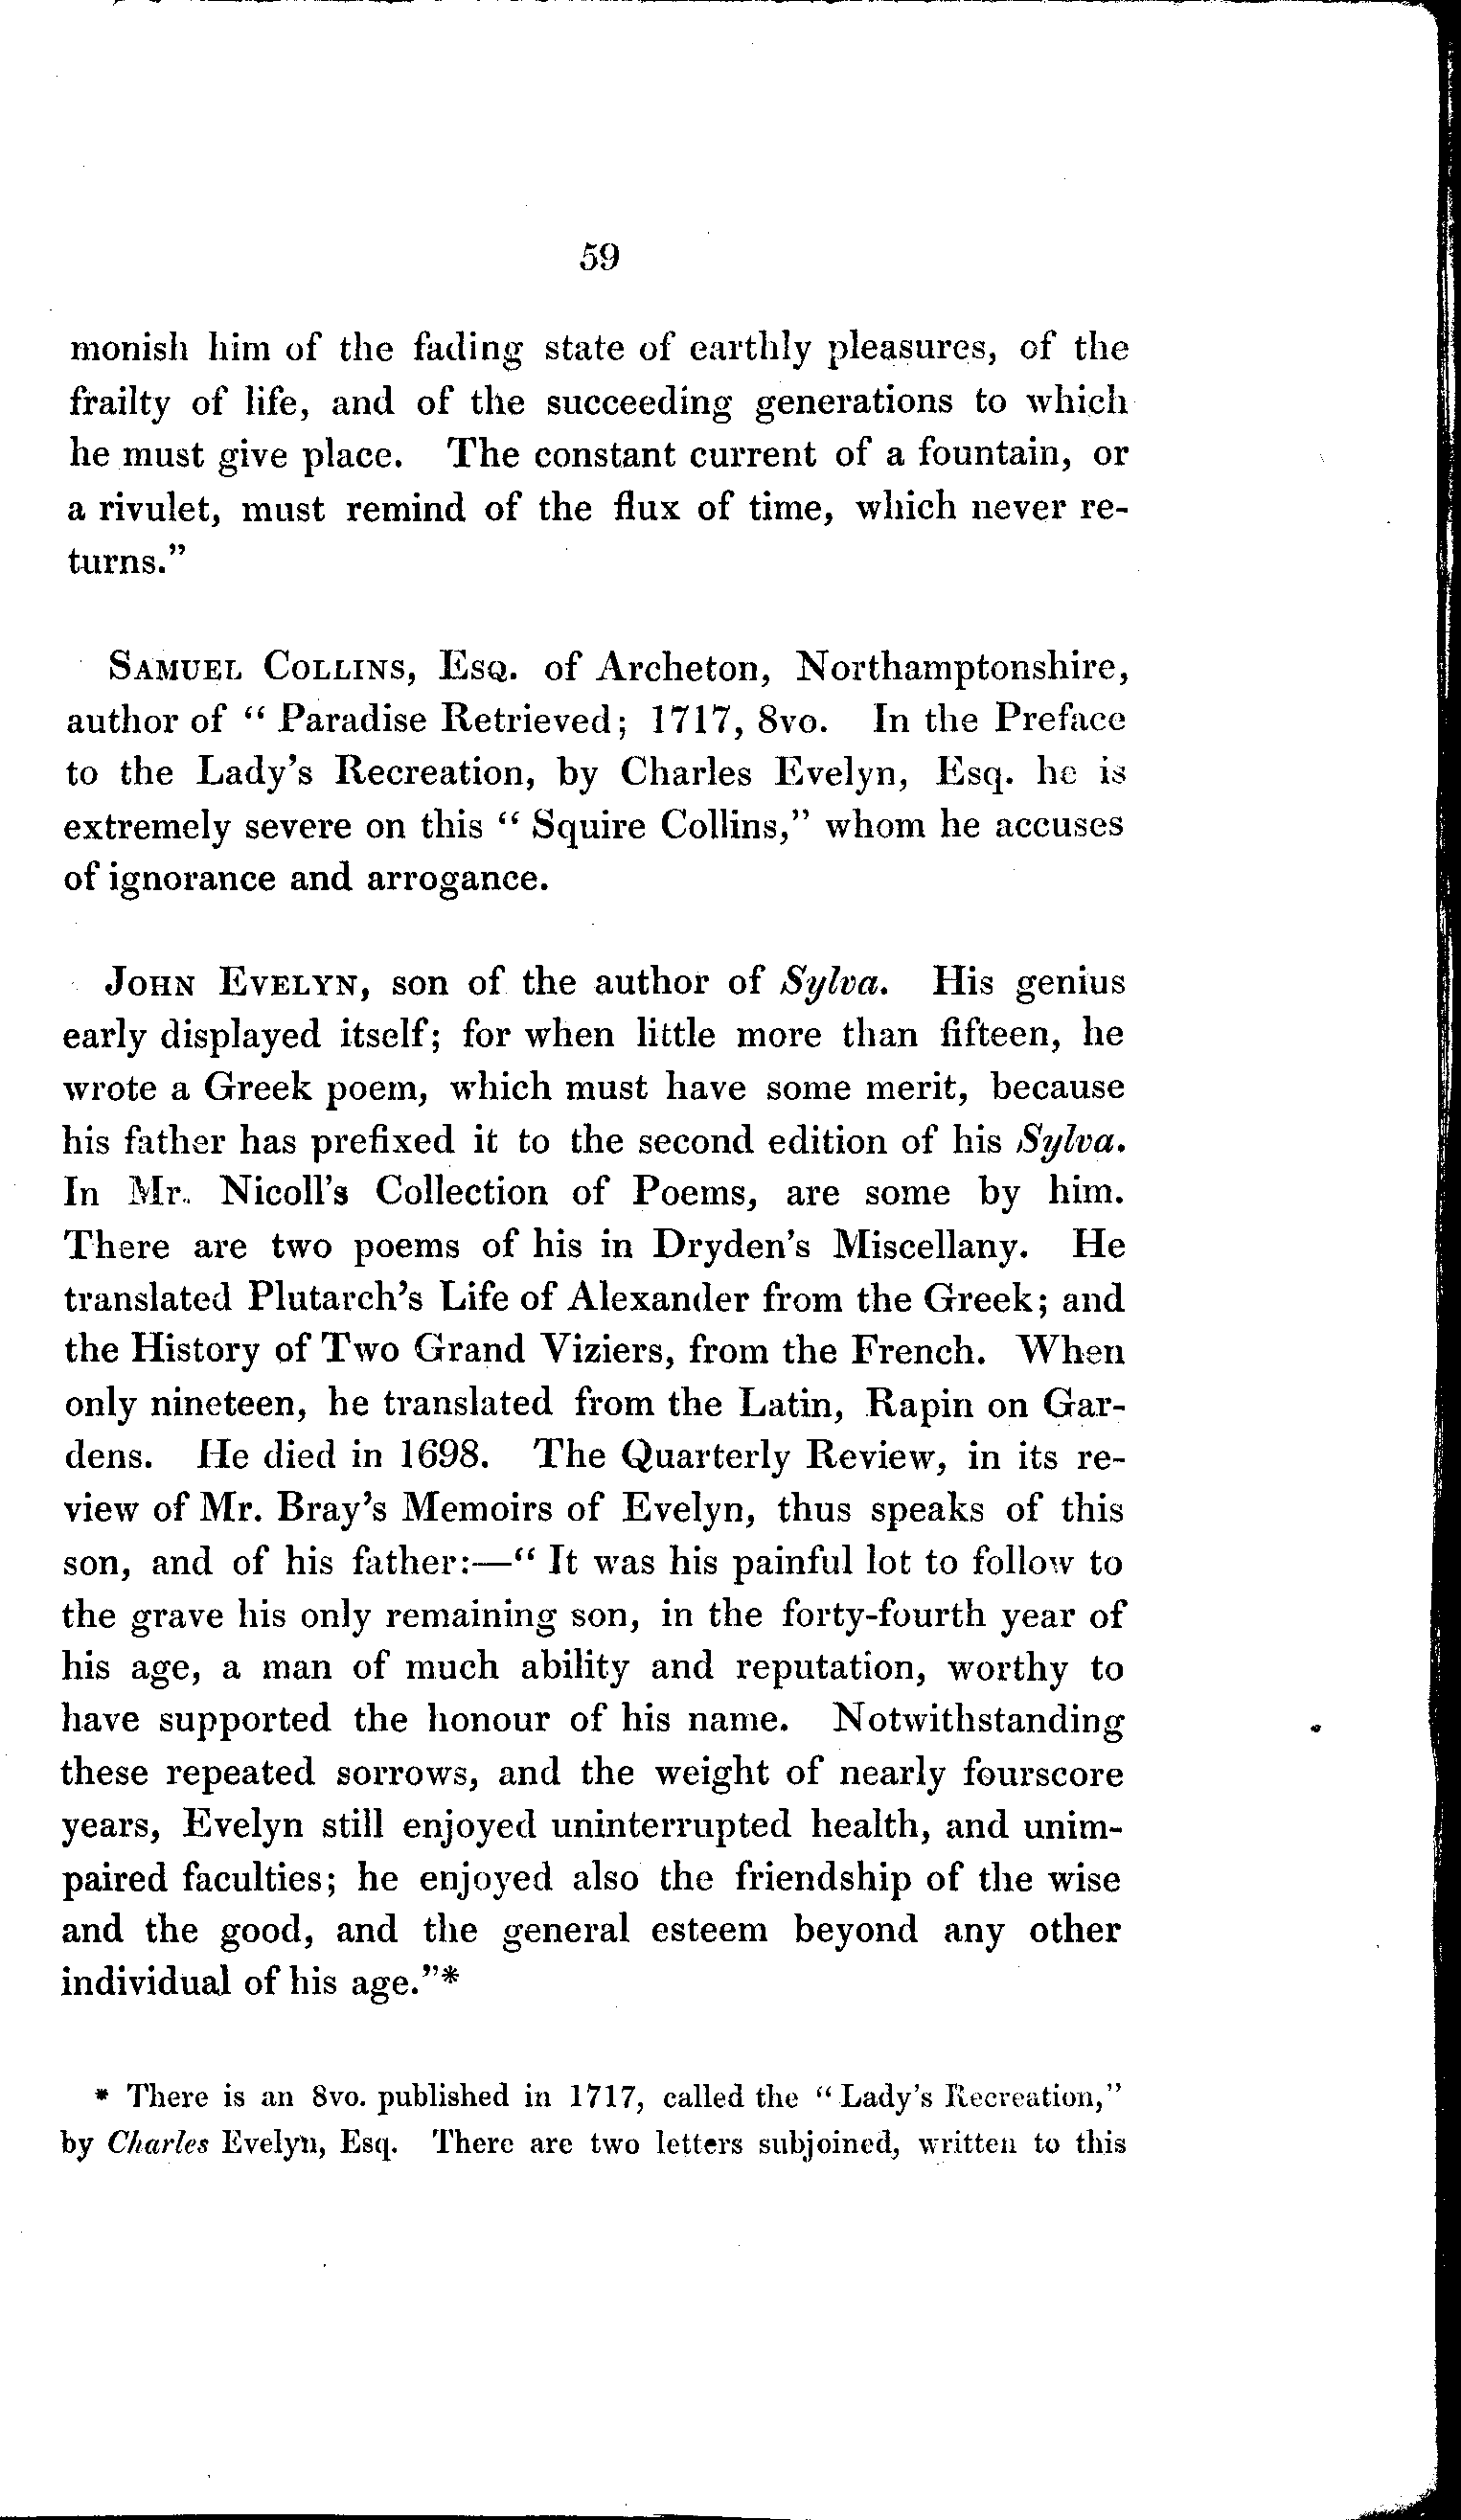 59
monish him of the fading state of earthly pleasures, of the
frailty of life, and of the succeeding generations to which
he must give place. The constant current of a fountain, or
a rivulet, must remind of the flux of time, which never re-
turns."
SAMUEL COLLINS, ESQ. of Archeton, Northamptonshire,
author of " Paradise Retrieved; 1717, 8vo. In the Preface
to the Lady's Recreation, by Charles Evelyn, Esq. he is
extremely severe on this " Squire Collins," whom he accuses
of ignorance and arrogance.
JOHN EVELYN, son of the author of Sylva. His genius
early displayed itself; for when little more than fifteen, he
wrote a Greek poem, which must have some merit, because
his father has prefixed it to the second edition of his Sylva.
In Mr. Nicoll's Collection of Poems, are some by him.
There are two poems of his in Dryden's Miscellany. He
translated Plutarch's Life of Alexander from the Greek; and
the History of Two Grand Viziers, from the French. When
only nineteen, he translated from the Latin, Rapin on Gar-
dens. He died in 1698. The Quarterly Review, in its re-
view of Mr. Bray's Memoirs of Evelyn, thus speaks of this
son, and of his father:—" It was his painful lot to follow to
the grave his only remaining son, in the forty-fourth year of
his age, a man of much ability and reputation, worthy to
have supported the honour of his name. Notwithstanding
these repeated sorrows, and the weight of nearly fourscore
years, Evelyn still enjoyed uninterrupted health, and unim-
paired faculties; he enjoyed also the friendship of the wise
and the good, and the general esteem beyond any other
individual of his age."*
* There is an 8vo. published in 1717, called the " Lady's Recreation,"
by Charles Evelyn, Esq. There are two letters subjoined, written to this